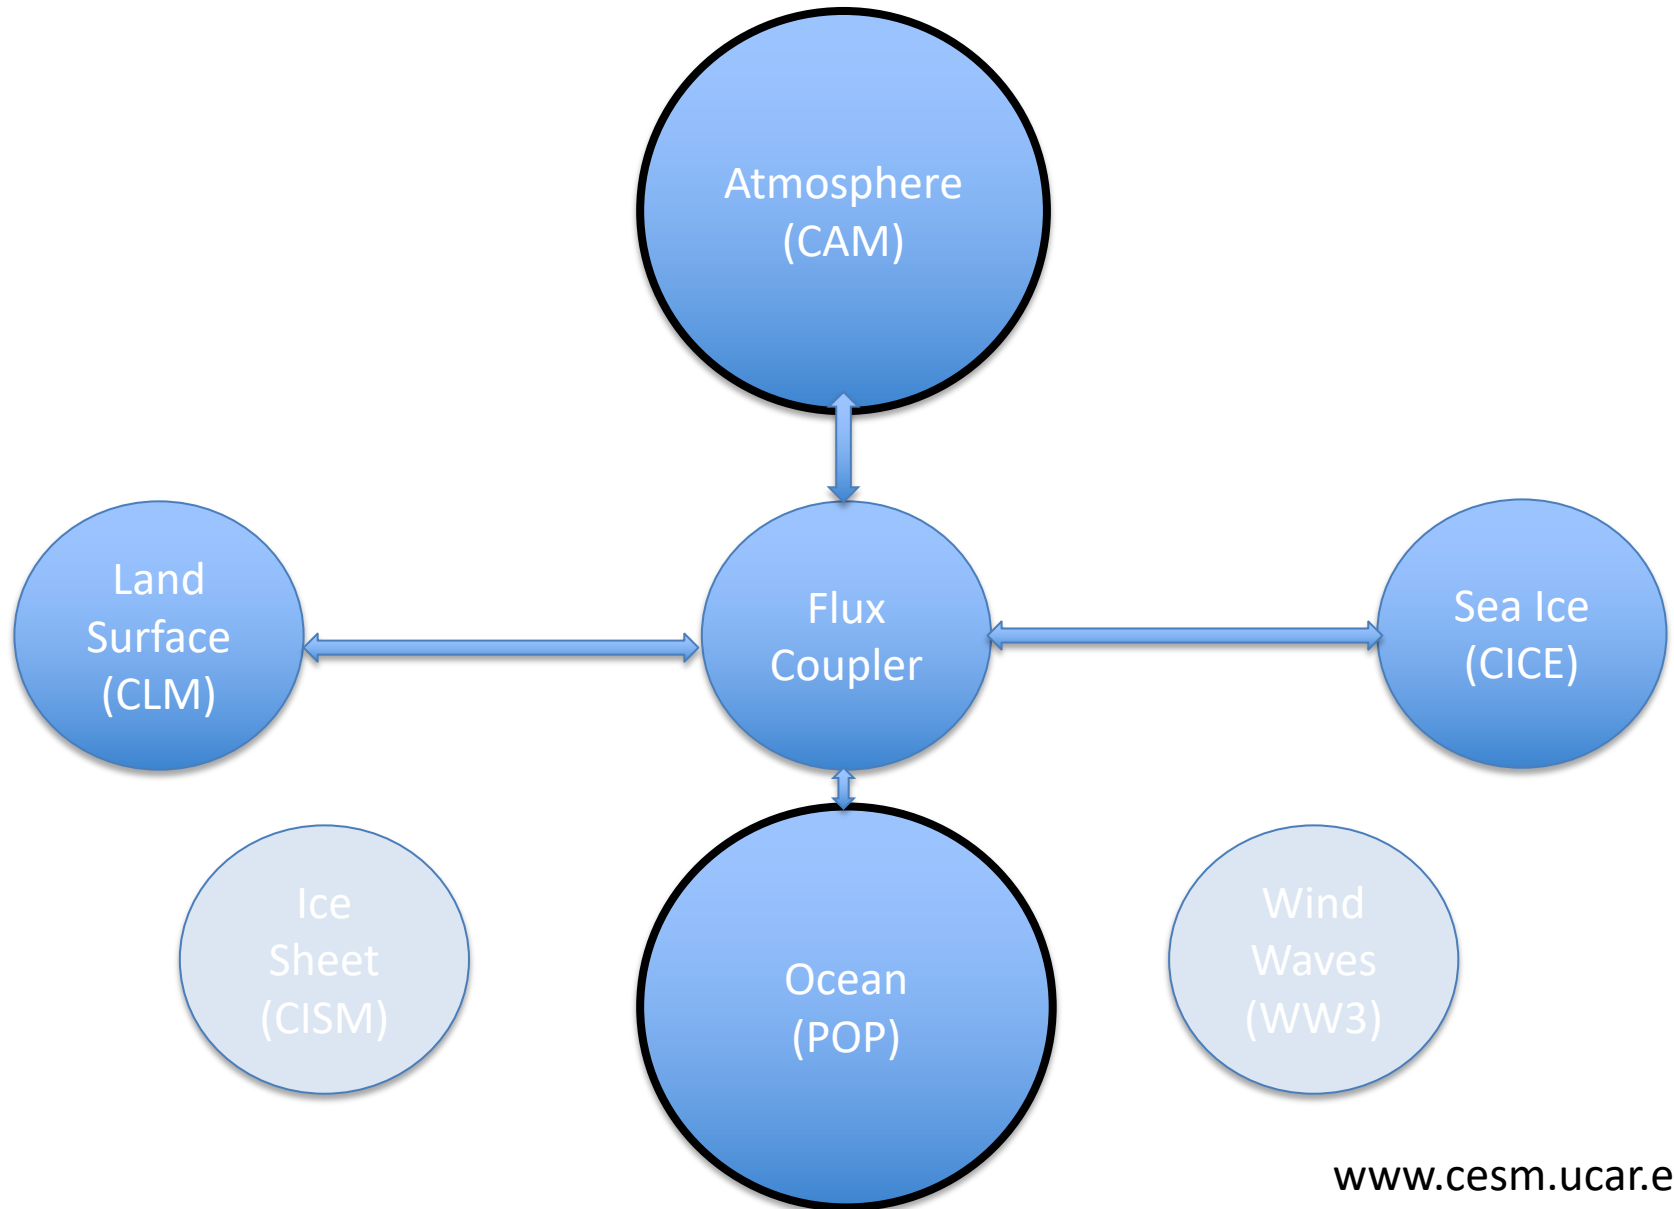 Atmosphere
(CAM)
Land
Surface
(CLM)
Flux
Coupler
Sea Ice
(CICE)
Ice
Sheet
(CISM)
Ocean
(POP)
Wind
Waves
(WW3)
www.cesm.ucar.e